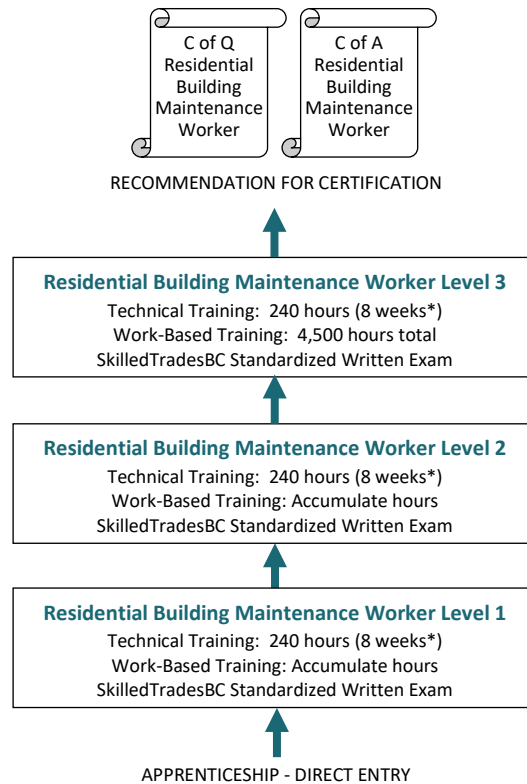 C of Q
Residential
Building
Maintenance
Worker
C of A
Residential
Building
Maintenance
Worker
RECOMMENDATION FOR CERTIFICATION
Residential Building Maintenance Worker Level 3
Technical Training:  240 hours (8 weeks*)
Work-Based Training:  4,500 hours total
SkilledTradesBC Standardized Written Exam
Residential Building Maintenance Worker Level 2
Technical Training:  240 hours (8 weeks*)
Work-Based Training: Accumulate hours
SkilledTradesBC Standardized Written Exam
Residential Building Maintenance Worker Level 1
Technical Training:  240 hours (8 weeks*)
Work-Based Training: Accumulate hours
SkilledTradesBC Standardized Written Exam
APPRENTICESHIP - DIRECT ENTRY